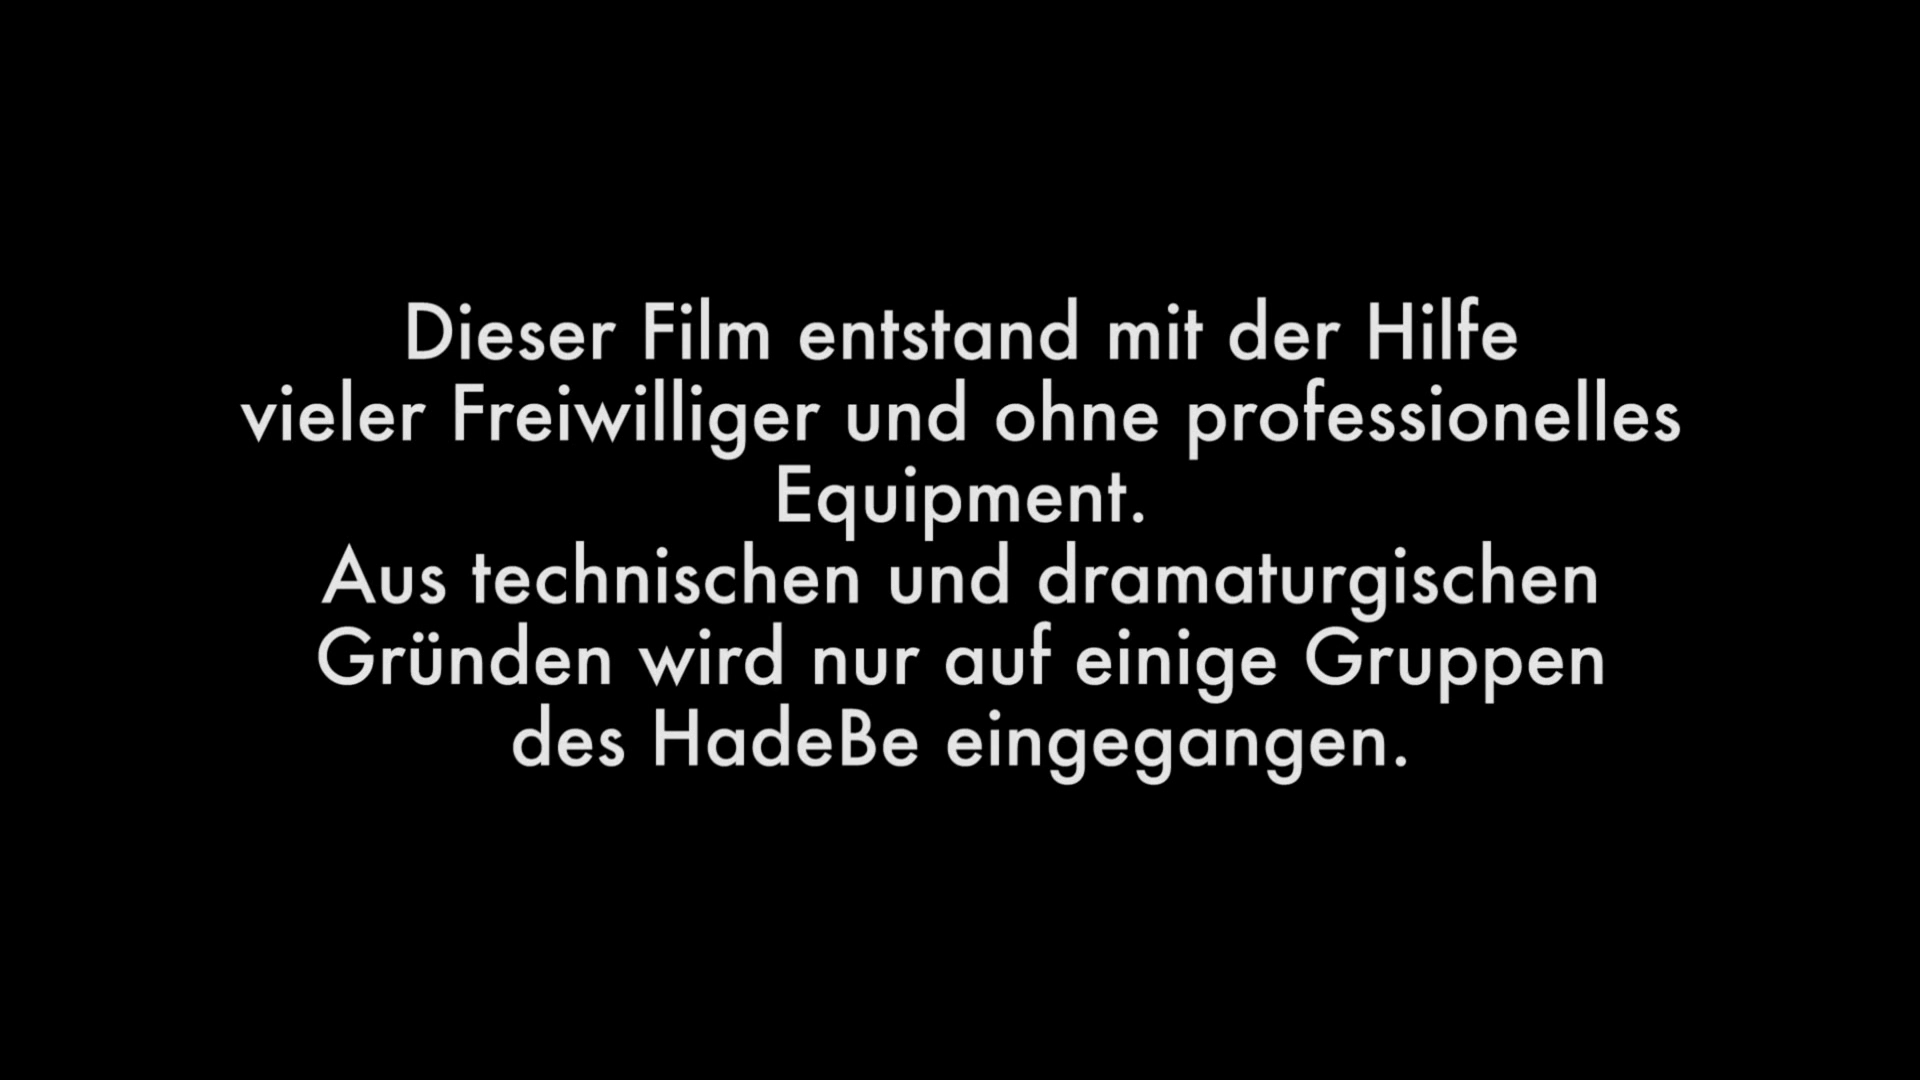 Dieser Film entstand mit der Hilfe
vieler Freiwilliger und ohne professionelles
Equipment.
Aus technischen und dramaturgischen
Gründen wird nur auf einige Gruppen
des HadeBe eingegangen.